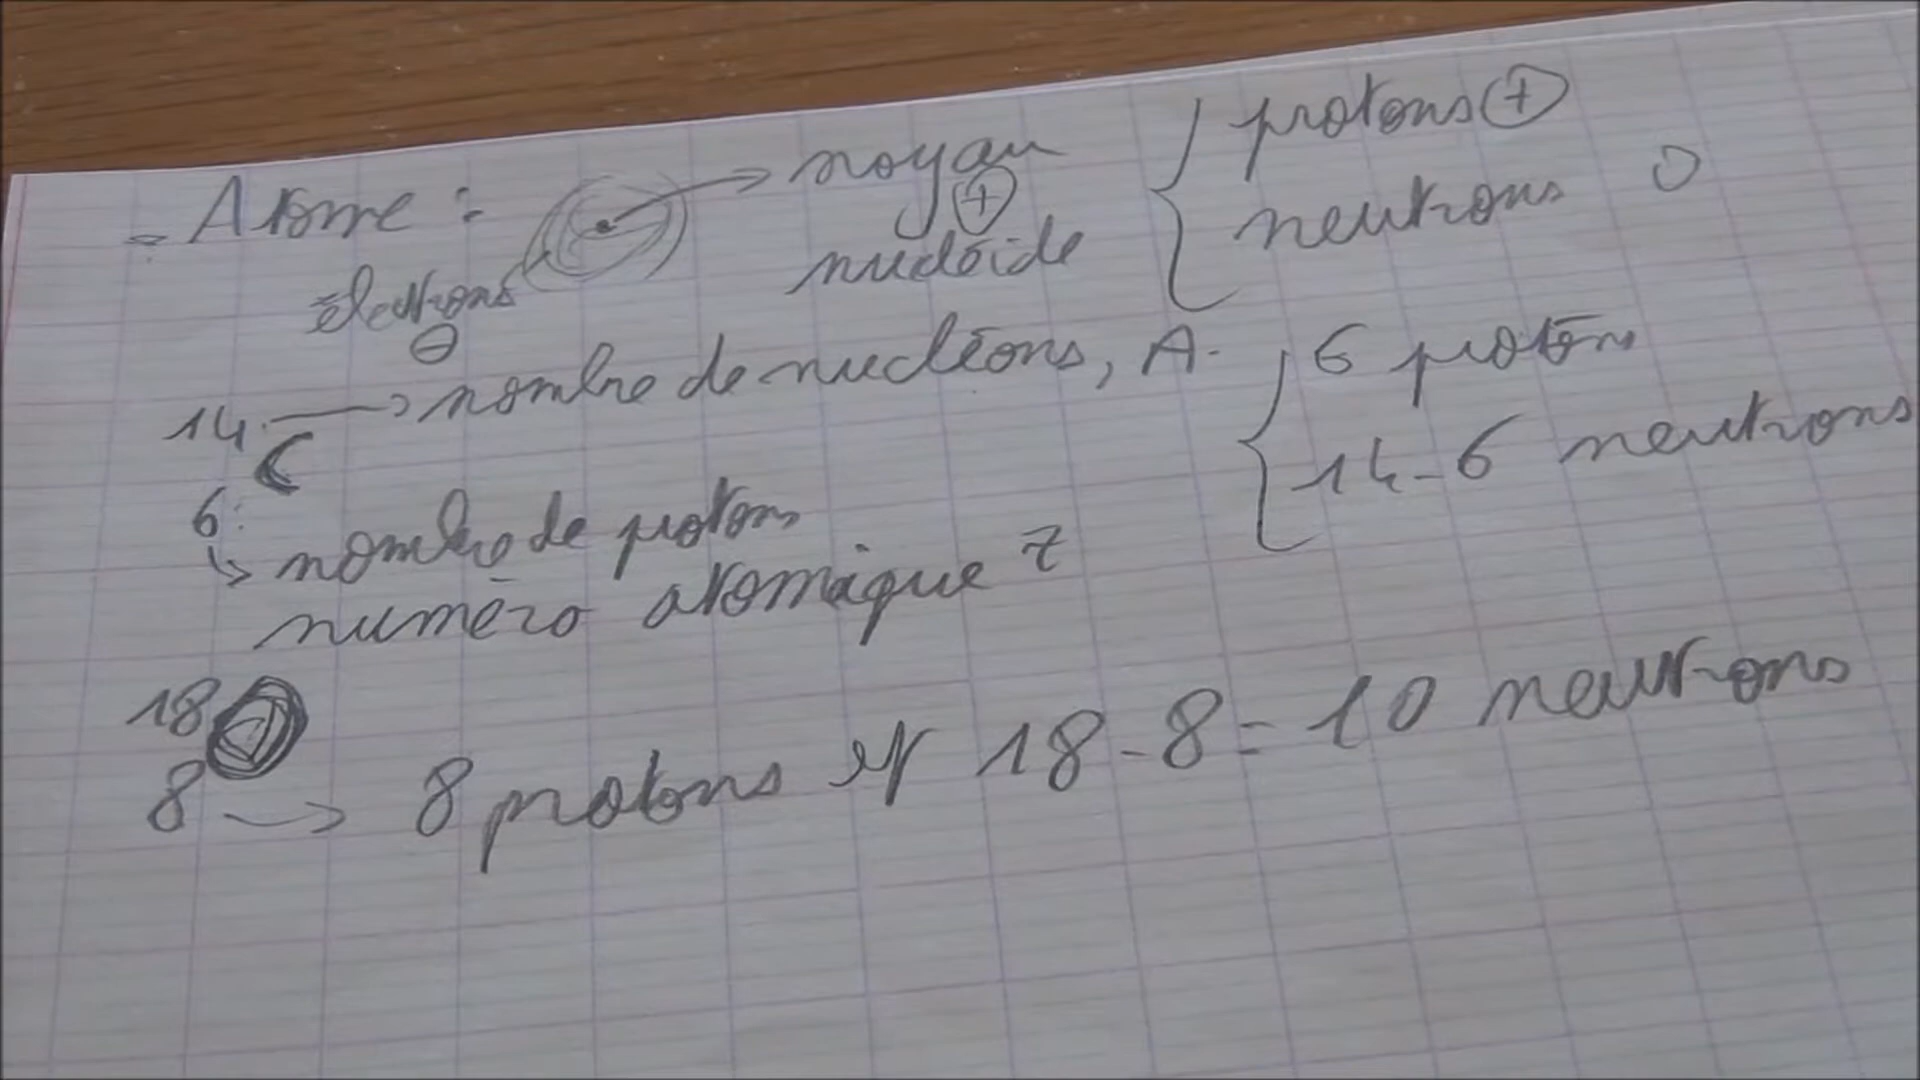 - Atome : noyau { protons ⊕
⊕ neutrons 0
électrons nucléide
⊖
14 → nombre de nucléons, A. { 6 protons
C 14-6 neutrons
6
↳ nombre de protons
numéro atomique Z
18
O
8 → 8 protons et 18-8= 10 neutrons